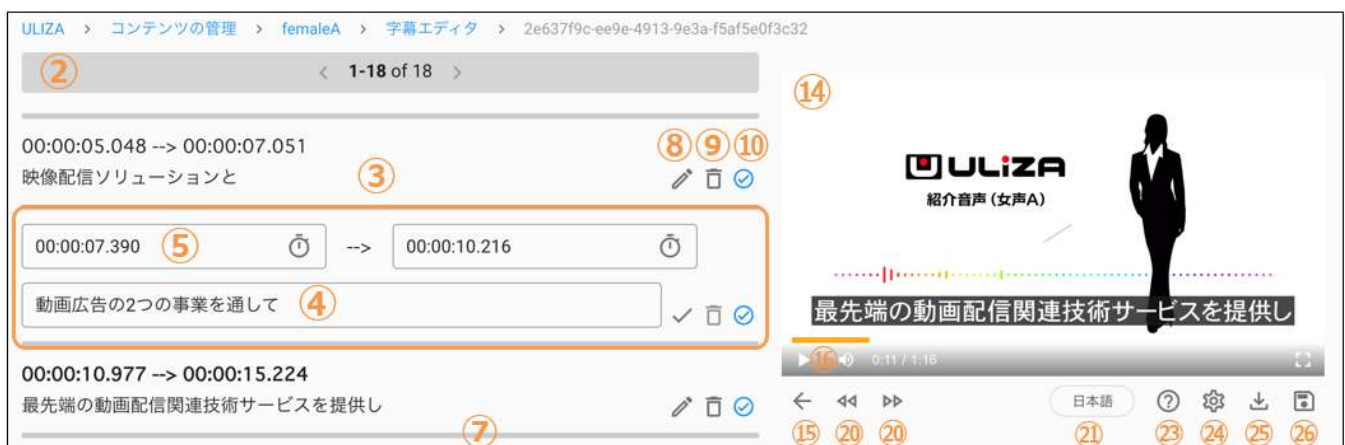 ULIZA > コンテンツの管理 > femaleA > 字幕エディタ > 2e637f9c-ee9e-4913-9e3a-f5af5e0f3c32
② < 1-18 of 18 >
00:00:05.048 --> 00:00:07.051
⑧ ⑨ ⑩
映像配信ソリューションと ③
00:00:07.390 ⑤ --> 00:00:10.216
動画広告の2つの事業を通して ④
00:00:10.977 --> 00:00:15.224
最先端の動画配信関連技術サービスを提供し
⑦
⑭
ULiZA
紹介音声(女声A)
最先端の動画配信関連技術サービスを提供し
⑯ 0:11 / 1:16
日本語
⑮ ⑳ ⑳ ㉑ ㉓ ㉔ ㉕ ㉖